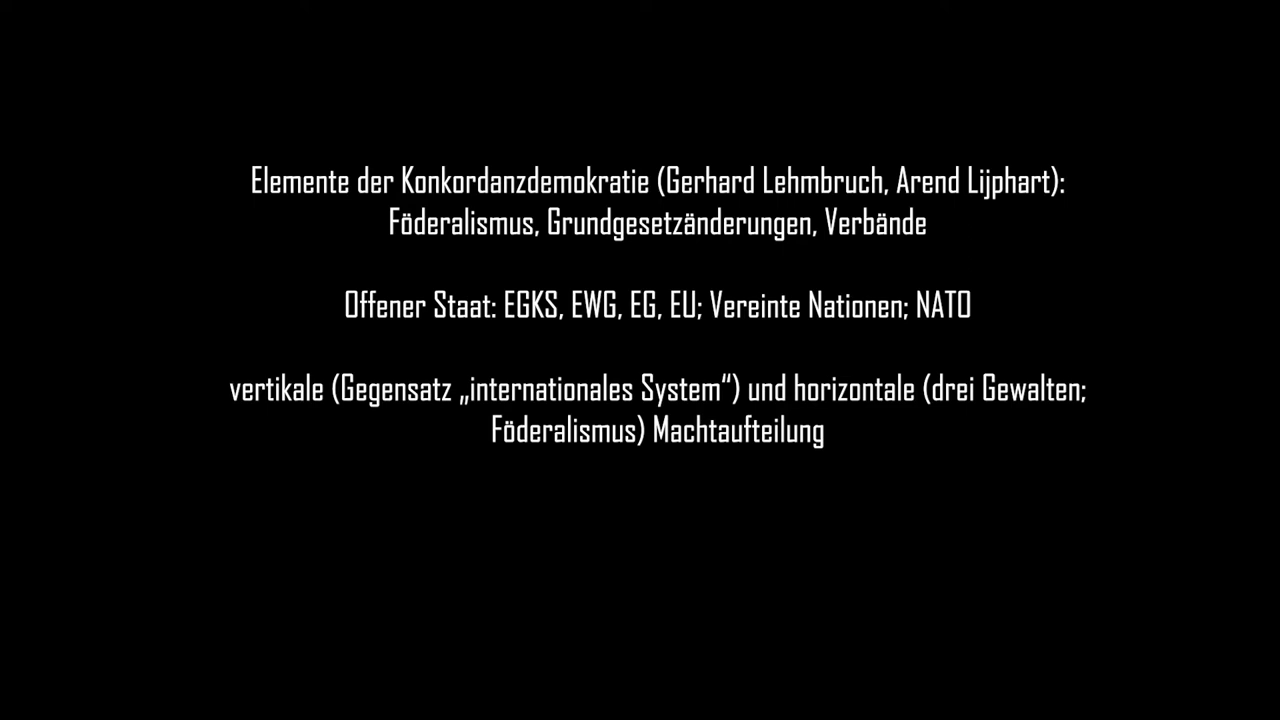 Elemente der Konkordanzdemokratie (Gerhard Lehmbruch, Arend Lijphart):
Föderalismus, Grundgesetzänderungen, Verbände
Offener Staat: EGKS, EWG, EG, EU; Vereinte Nationen; NATO
vertikale (Gegensatz „internationales System“) und horizontale (drei Gewalten;
Föderalismus) Machtaufteilung